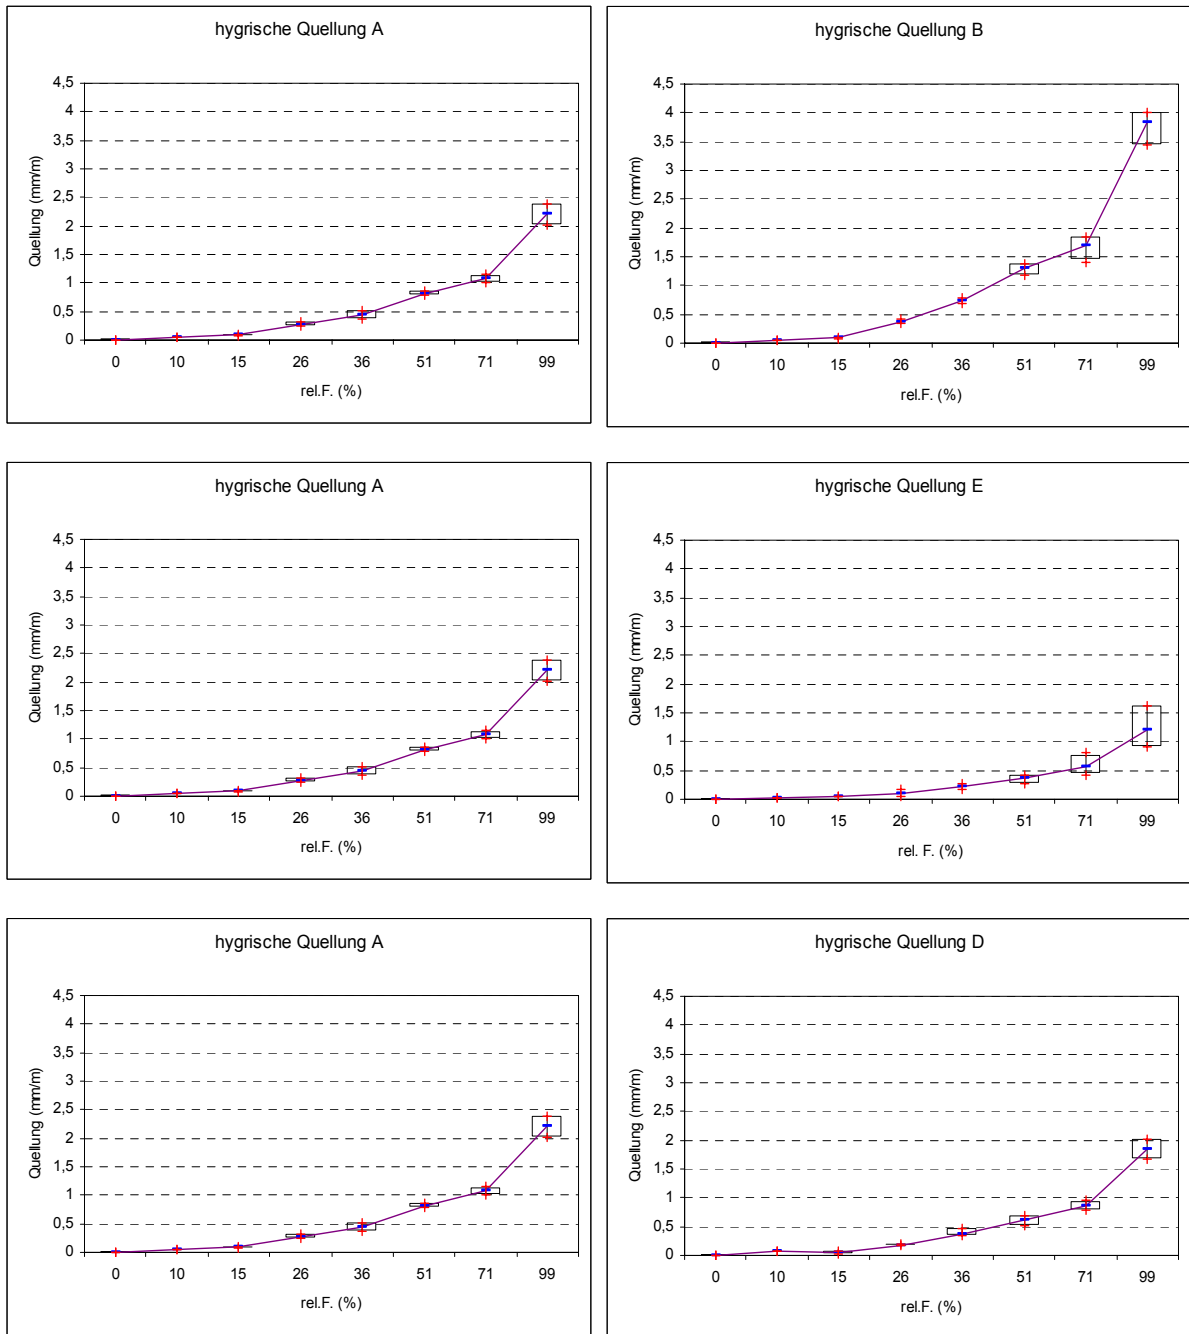 hygrische Quellung A
Quellung (mm/m)
4,5
4
3,5
3
2,5
2
1,5
1
0,5
0
0 10 15 26 36 51 71 99
rel.F. (%)
hygrische Quellung B
Quellung (mm/m)
4,5
4
3,5
3
2,5
2
1,5
1
0,5
0
0 10 15 26 36 51 71 99
rel.F. (%)
hygrische Quellung A
Quellung (mm/m)
4,5
4
3,5
3
2,5
2
1,5
1
0,5
0
0 10 15 26 36 51 71 99
rel.F. (%)
hygrische Quellung E
Quellung (mm/m)
4,5
4
3,5
3
2,5
2
1,5
1
0,5
0
0 10 15 26 36 51 71 99
rel. F. (%)
hygrische Quellung A
Quellung (mm/m)
4,5
4
3,5
3
2,5
2
1,5
1
0,5
0
0 10 15 26 36 51 71 99
rel.F. (%)
hygrische Quellung D
Quellung (mm/m)
4,5
4
3,5
3
2,5
2
1,5
1
0,5
0
0 10 15 26 36 51 71 99
rel.F. (%)